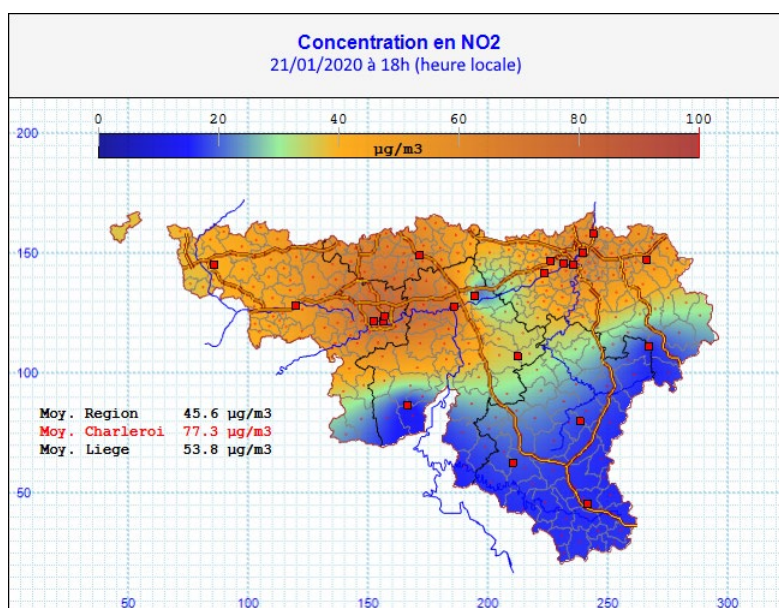 Concentration en NO2
21/01/2020 à 18h (heure locale)
0 20 40 60 80 100
µg/m3
200
150
100
50
Moy. Region 45.6 µg/m3
Moy. Charleroi 77.3 µg/m3
Moy. Liege 53.8 µg/m3
50 100 150 200 250 300